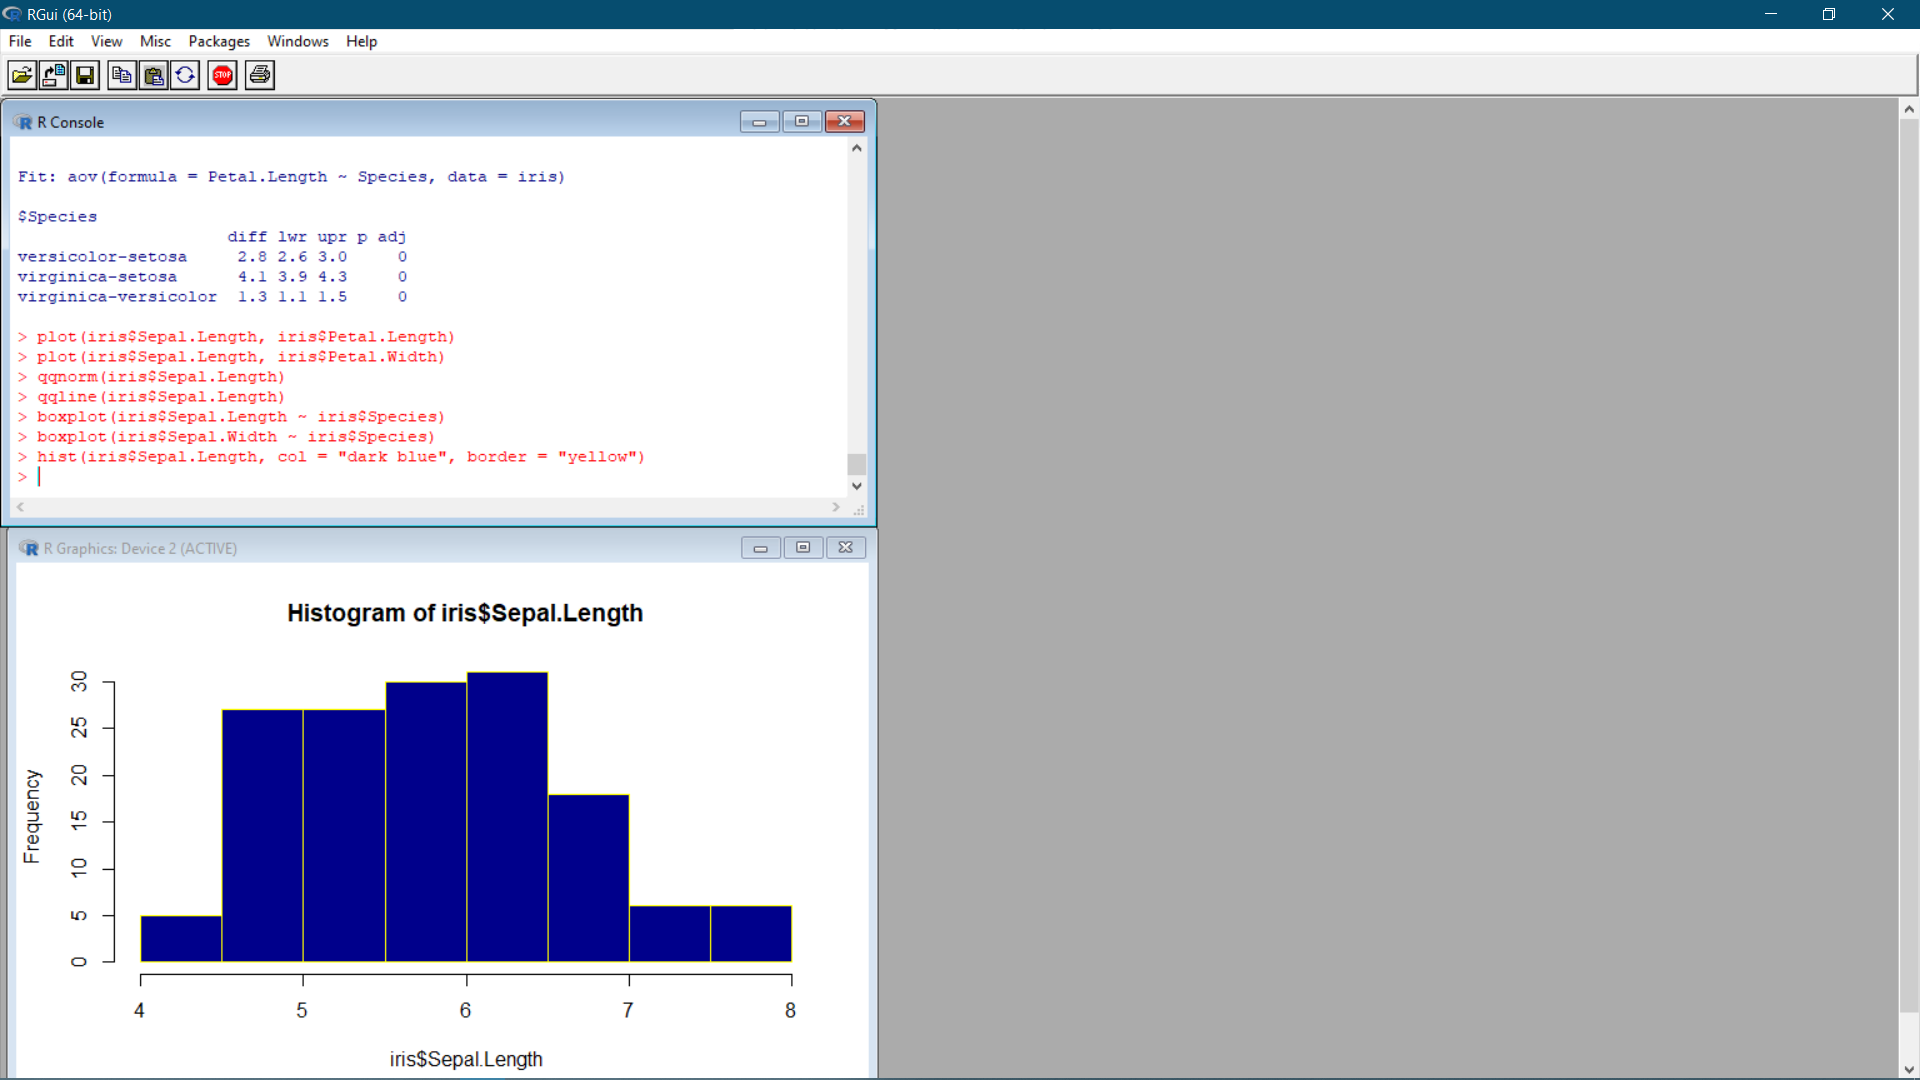 RGui (64-bit)
File Edit View Misc Packages Windows Help
STOP
R Console
Fit: aov(formula = Petal.Length ~ Species, data = iris)
$Species
                     diff lwr upr p adj
versicolor-setosa     2.8 2.6 3.0     0
virginica-setosa      4.1 3.9 4.3     0
virginica-versicolor  1.3 1.1 1.5     0
> plot(iris$Sepal.Length, iris$Petal.Length)
> plot(iris$Sepal.Length, iris$Petal.Width)
> qqnorm(iris$Sepal.Length)
> qqline(iris$Sepal.Length)
> boxplot(iris$Sepal.Length ~ iris$Species)
> boxplot(iris$Sepal.Width ~ iris$Species)
> hist(iris$Sepal.Length, col = "dark blue", border = "yellow")
>
R Graphics: Device 2 (ACTIVE)
Histogram of iris$Sepal.Length
Frequency
30
25
20
15
10
5
0
4 5 6 7 8
iris$Sepal.Length